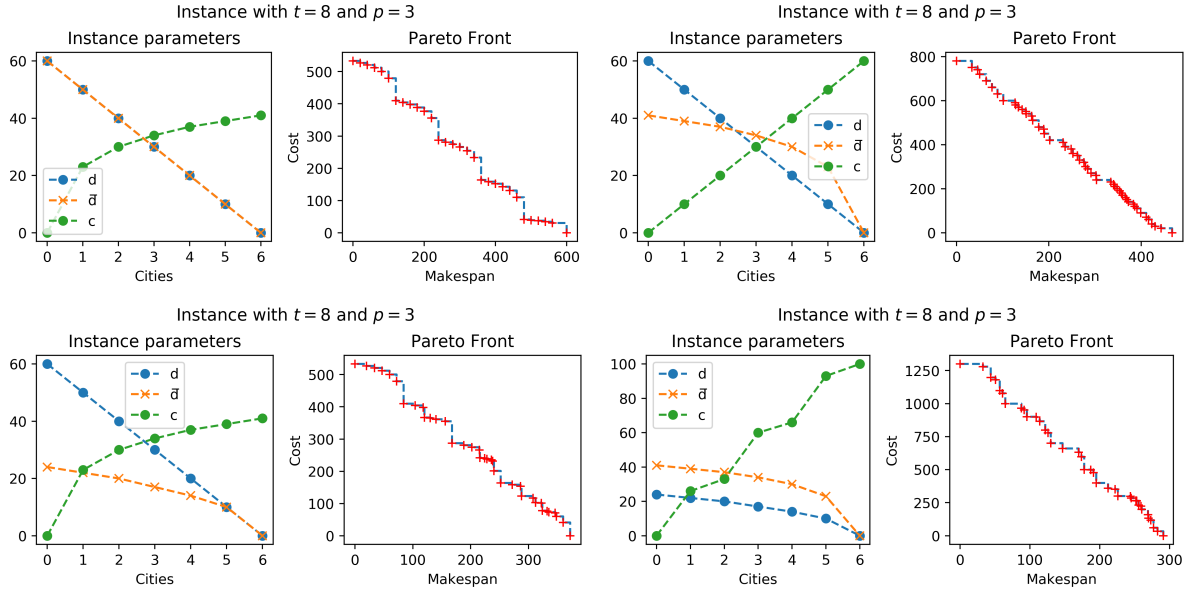 Instance with t = 8 and p = 3
Instance parameters
60
40
20
0
d
d̄
c
0 1 2 3 4 5 6
Cities
Pareto Front
Cost
500
400
300
200
100
0
0 200 400 600
Makespan
Instance with t = 8 and p = 3
Instance parameters
60
40
20
0
d
d̄
c
0 1 2 3 4 5 6
Cities
Pareto Front
Cost
800
600
400
200
0
0 200 400
Makespan
Instance with t = 8 and p = 3
Instance parameters
60
40
20
0
d
d̄
c
0 1 2 3 4 5 6
Cities
Pareto Front
Cost
500
400
300
200
100
0
0 100 200 300
Makespan
Instance with t = 8 and p = 3
Instance parameters
100
80
60
40
20
0
d
d̄
c
0 1 2 3 4 5 6
Cities
Pareto Front
Cost
1250
1000
750
500
250
0
0 100 200 300
Makespan